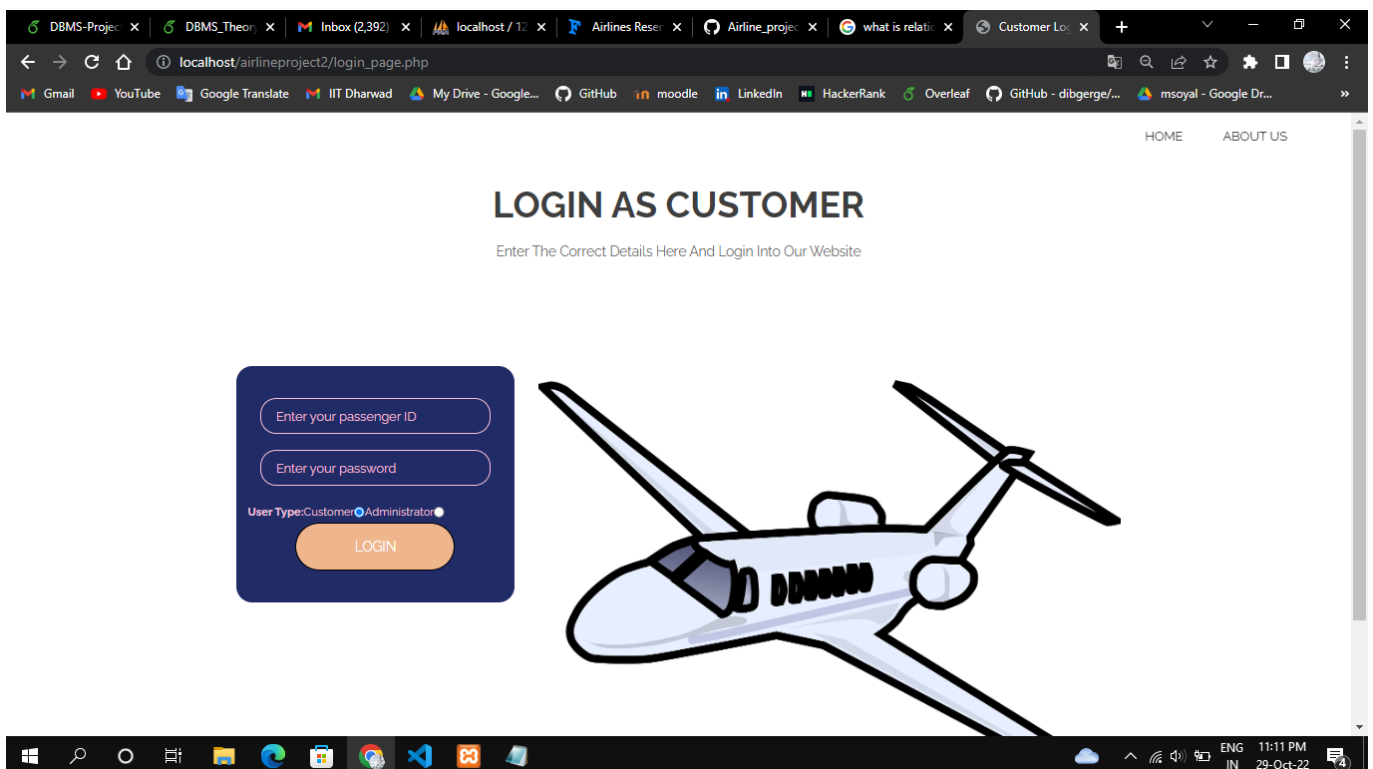 DBMS-Projec DBMS_Theory Inbox (2,392) localhost / 12 Airlines Reser Airline_projec what is relatio Customer Log
localhost/airlineproject2/login_page.php
Gmail YouTube Google Translate IIT Dharwad My Drive - Google... GitHub moodle LinkedIn HackerRank Overleaf GitHub - dibgerge/... msoyal - Google Dr... »
HOME ABOUT US
LOGIN AS CUSTOMER
Enter The Correct Details Here And Login Into Our Website
Enter your passenger ID
Enter your password
User Type:Customer Administrator
LOGIN
ENG 11:11 PM
IN 29-Oct-22 4